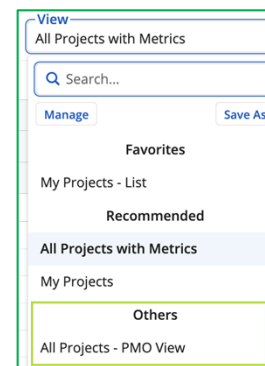 View
All Projects with Metrics
Search...
Manage Save As
Favorites
My Projects - List
Recommended
All Projects with Metrics
My Projects
Others
All Projects - PMO View